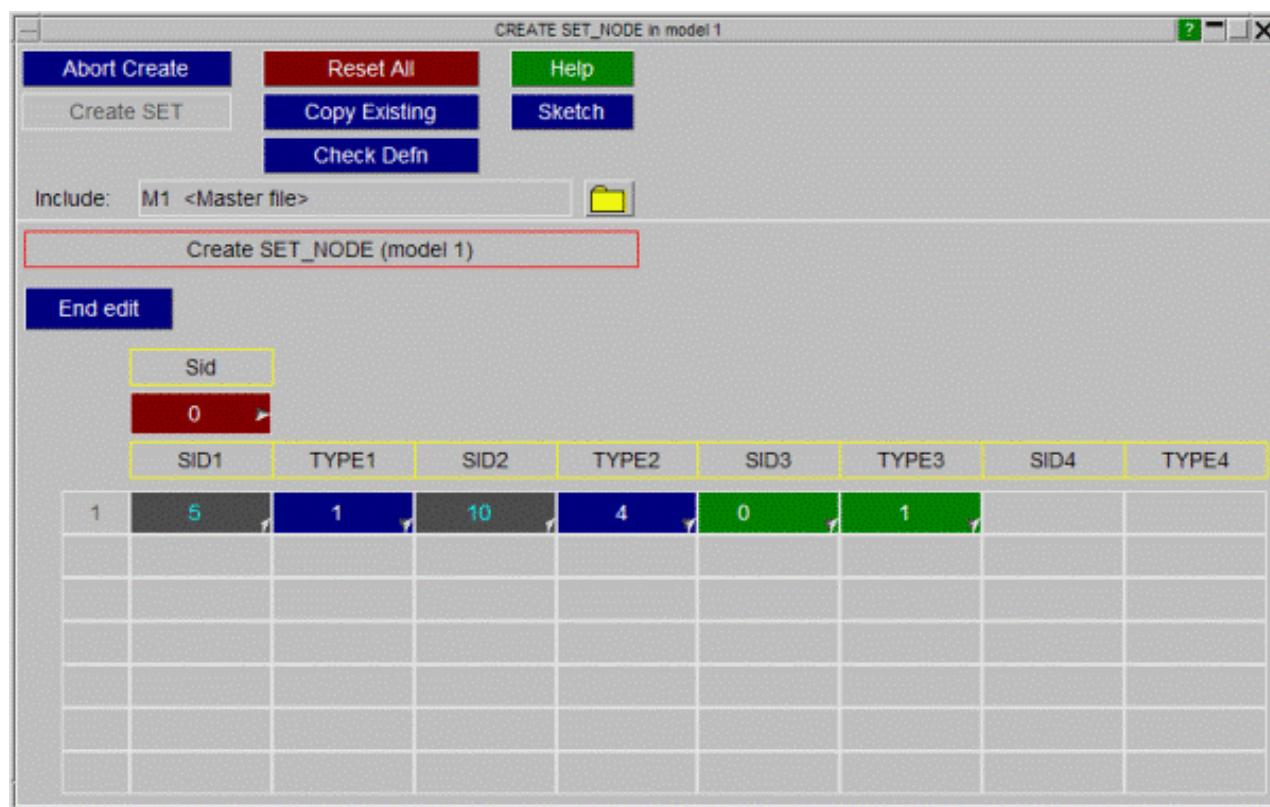 CREATE SET_NODE in model 1 ?
Abort Create Reset All Help
Create SET Copy Existing Sketch
Check Defn
Include: M1 <Master file>
Create SET_NODE (model 1)
End edit
Sid
0
SID1 TYPE1 SID2 TYPE2 SID3 TYPE3 SID4 TYPE4
1 5 1 10 4 0 1